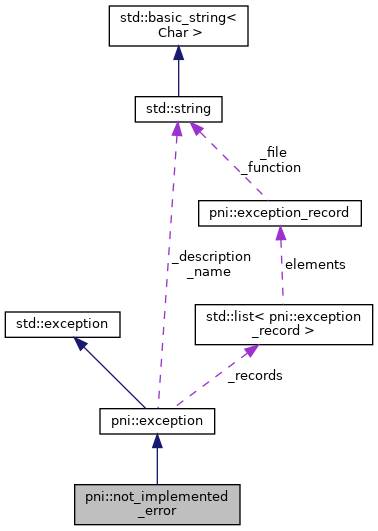 std::basic_string<
Char >
std::string
_file
_function
pni::exception_record
_description
_name
elements
std::exception
std::list< pni::exception
_record >
_records
pni::exception
pni::not_implemented
_error